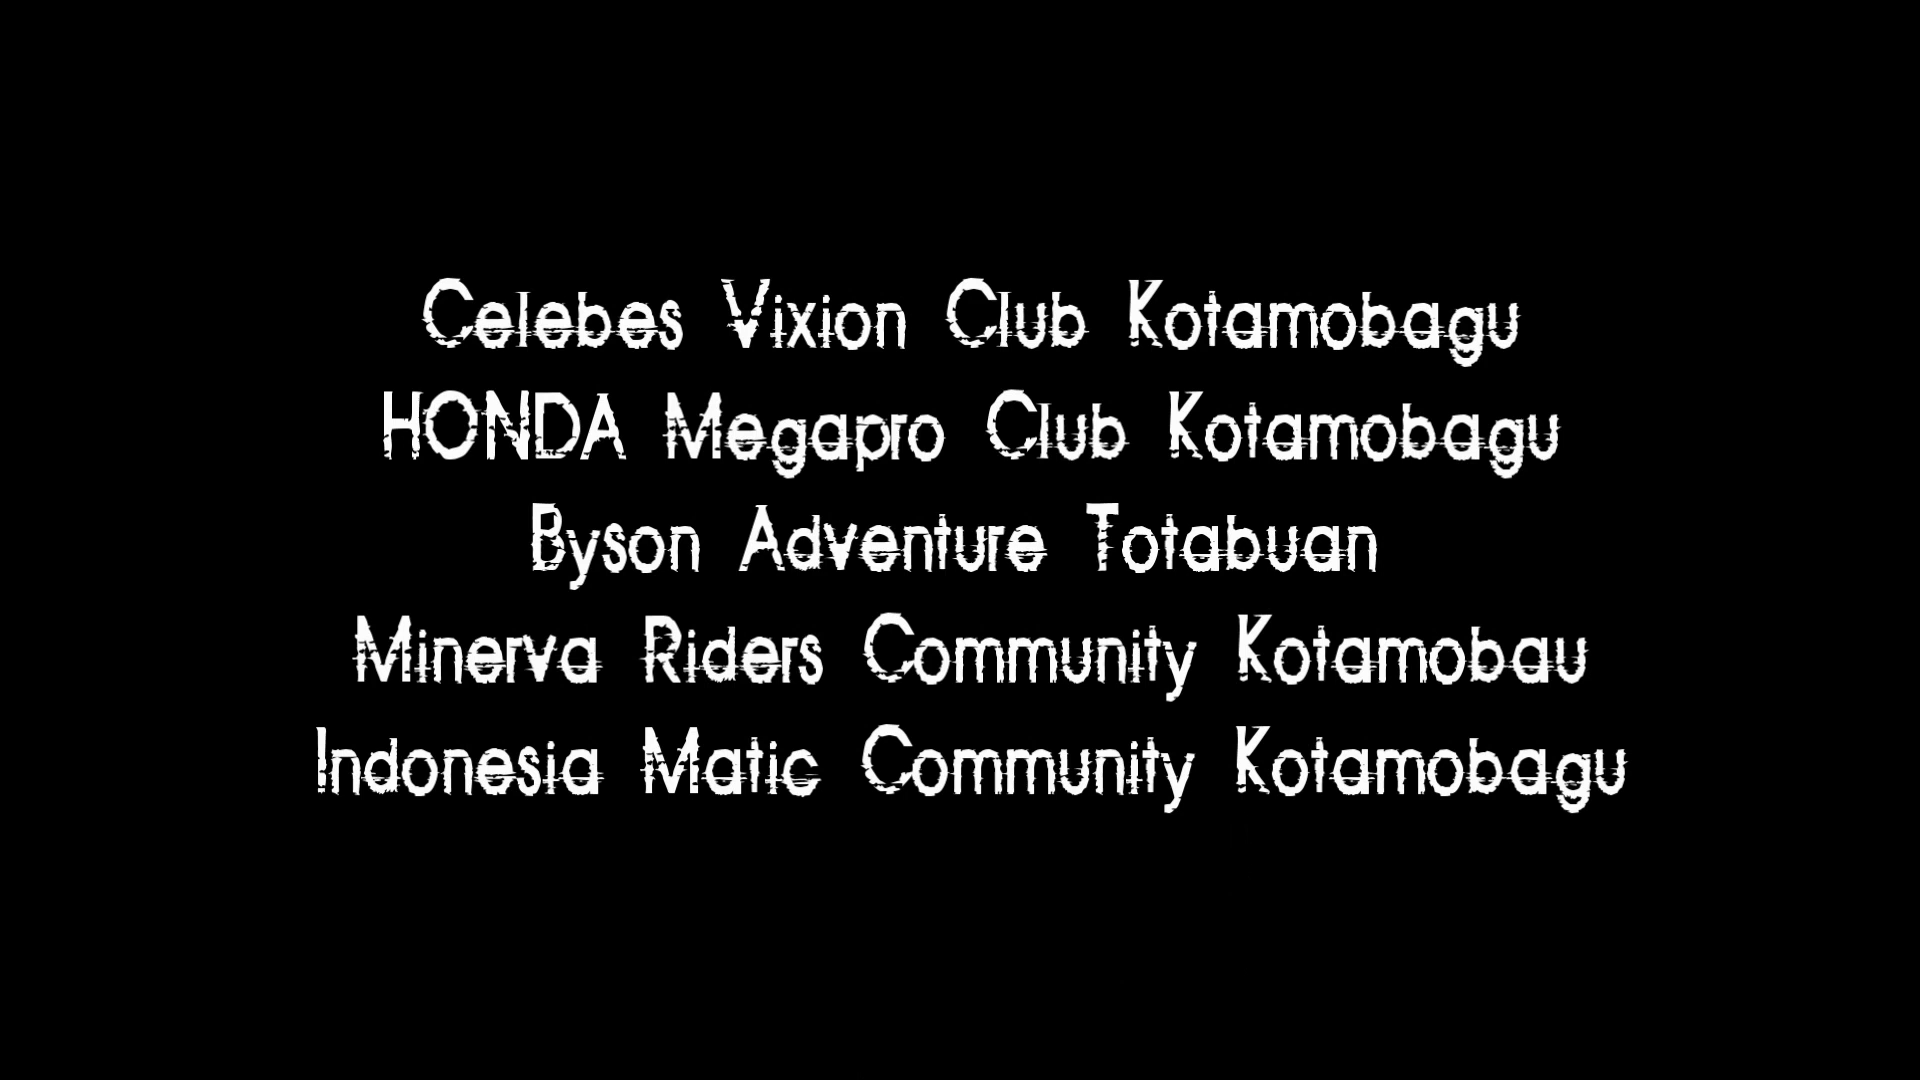 Celebes Vixion Club Kotamobagu
HONDA Megapro Club Kotamobagu
Byson Adventure Totabuan
Minerva Riders Community Kotamobau
Indonesia Matic Community Kotamobagu